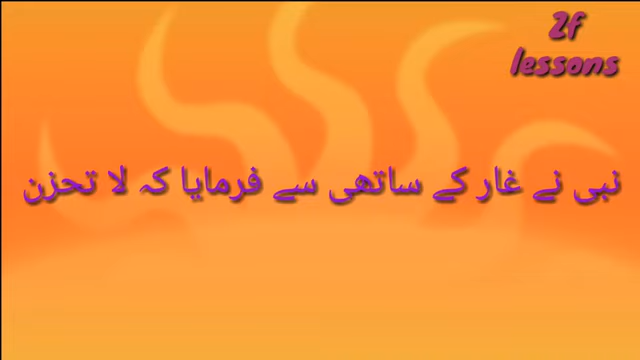 2f
lessons
نبی نے غار کے ساتھی سے فرمایا کہ لا تحزن